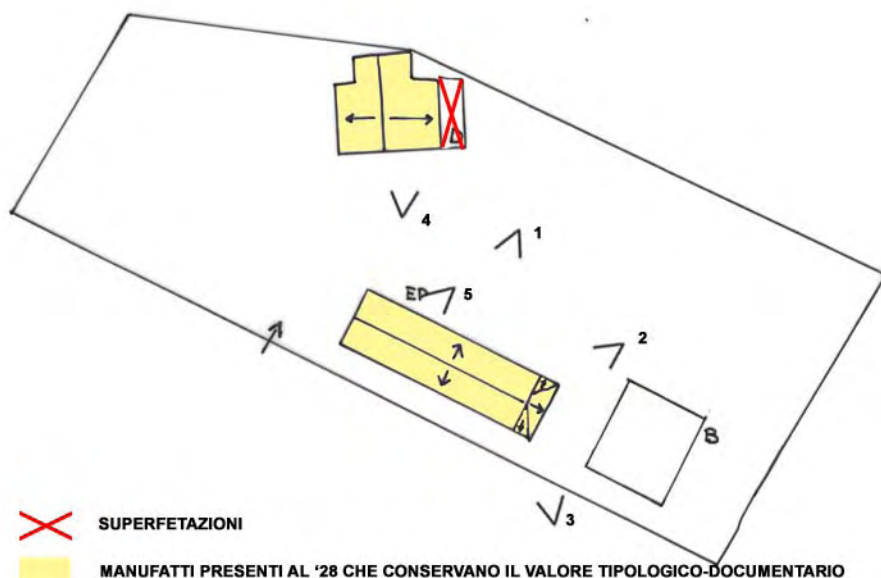 D
4
1
EP
5
2
B
3
SUPERFETAZIONI
MANUFATTI PRESENTI AL ‘28 CHE CONSERVANO IL VALORE TIPOLOGICO-DOCUMENTARIO